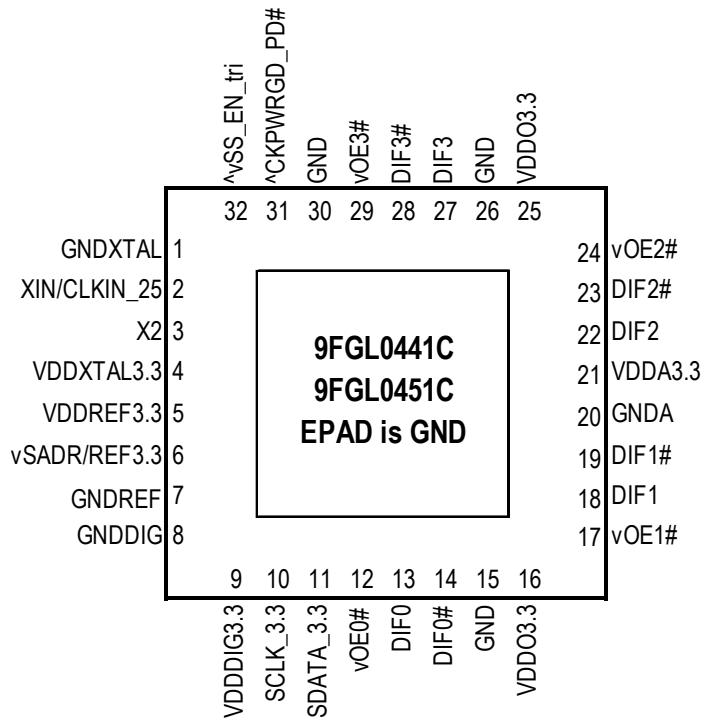 ^vSS_EN_tri
^CKPWRGD_PD#
GND
vOE3#
DIF3#
DIF3
GND
VDDO3.3
32 31 30 29 28 27 26 25
GNDXTAL 1
XIN/CLKIN_25 2
X2 3
VDDXTAL3.3 4
VDDREF3.3 5
vSADR/REF3.3 6
GNDREF 7
GNDDIG 8
9FGL0441C
9FGL0451C
EPAD is GND
24 vOE2#
23 DIF2#
22 DIF2
21 VDDA3.3
20 GNDA
19 DIF1#
18 DIF1
17 vOE1#
9 10 11 12 13 14 15 16
VDDDIG3.3
SCLK_3.3
SDATA_3.3
vOE0#
DIF0
DIF0#
GND
VDDO3.3